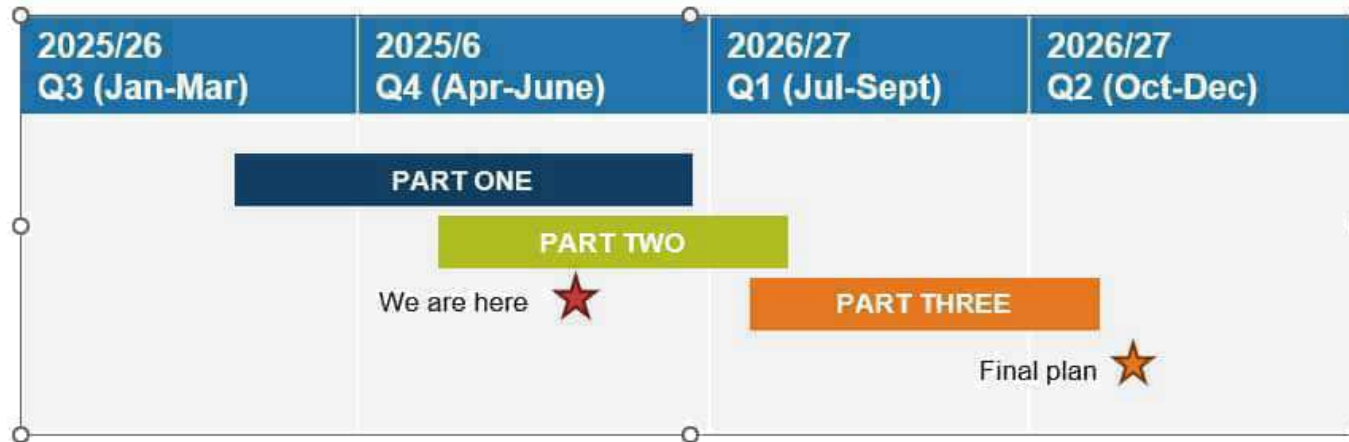 2025/26
Q3 (Jan-Mar)
2025/6
Q4 (Apr-June)
2026/27
Q1 (Jul-Sept)
2026/27
Q2 (Oct-Dec)
PART ONE
PART TWO
We are here
PART THREE
Final plan